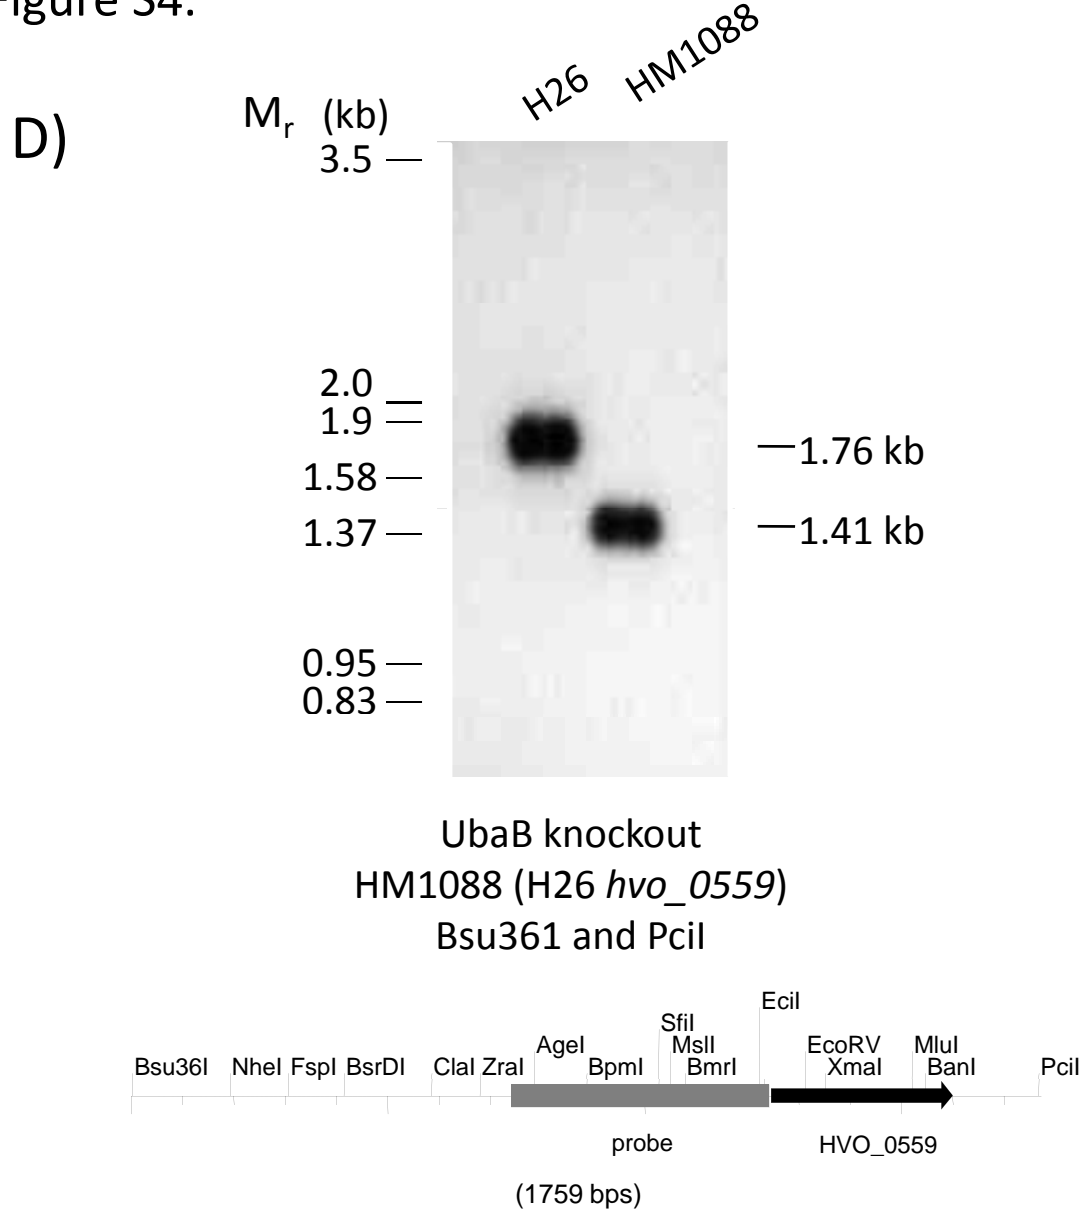 Figure S4.
D)
M_r (kb)
H26
HM1088
3.5
2.0
1.9
1.58
1.37
0.95
0.83
1.76 kb
1.41 kb
UbaB knockout
HM1088 (H26 hvo_0559)
Bsu361 and PciI
EciI
SfiI
AgeI MslI EcoRV MluI
Bsu36I NheI FspI BsrDI ClaI ZraI BpmI BmrI XmaI BanI PciI
probe HVO_0559
(1759 bps)